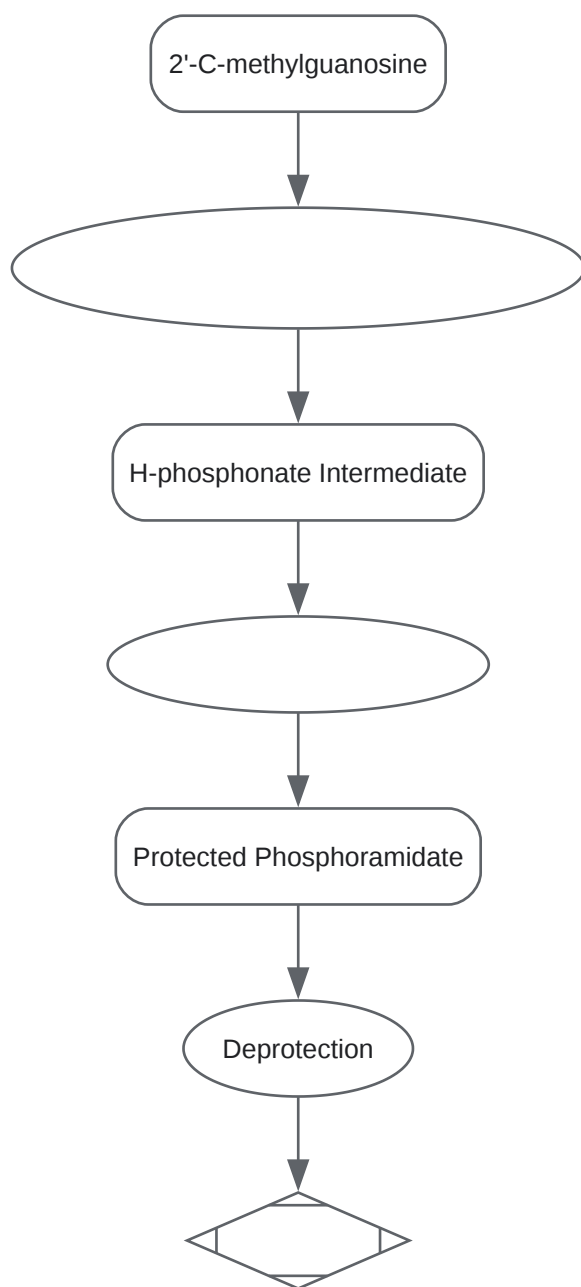 2'-C-methylguanosine
H-phosphonate Intermediate
Protected Phosphoramidate
Deprotection